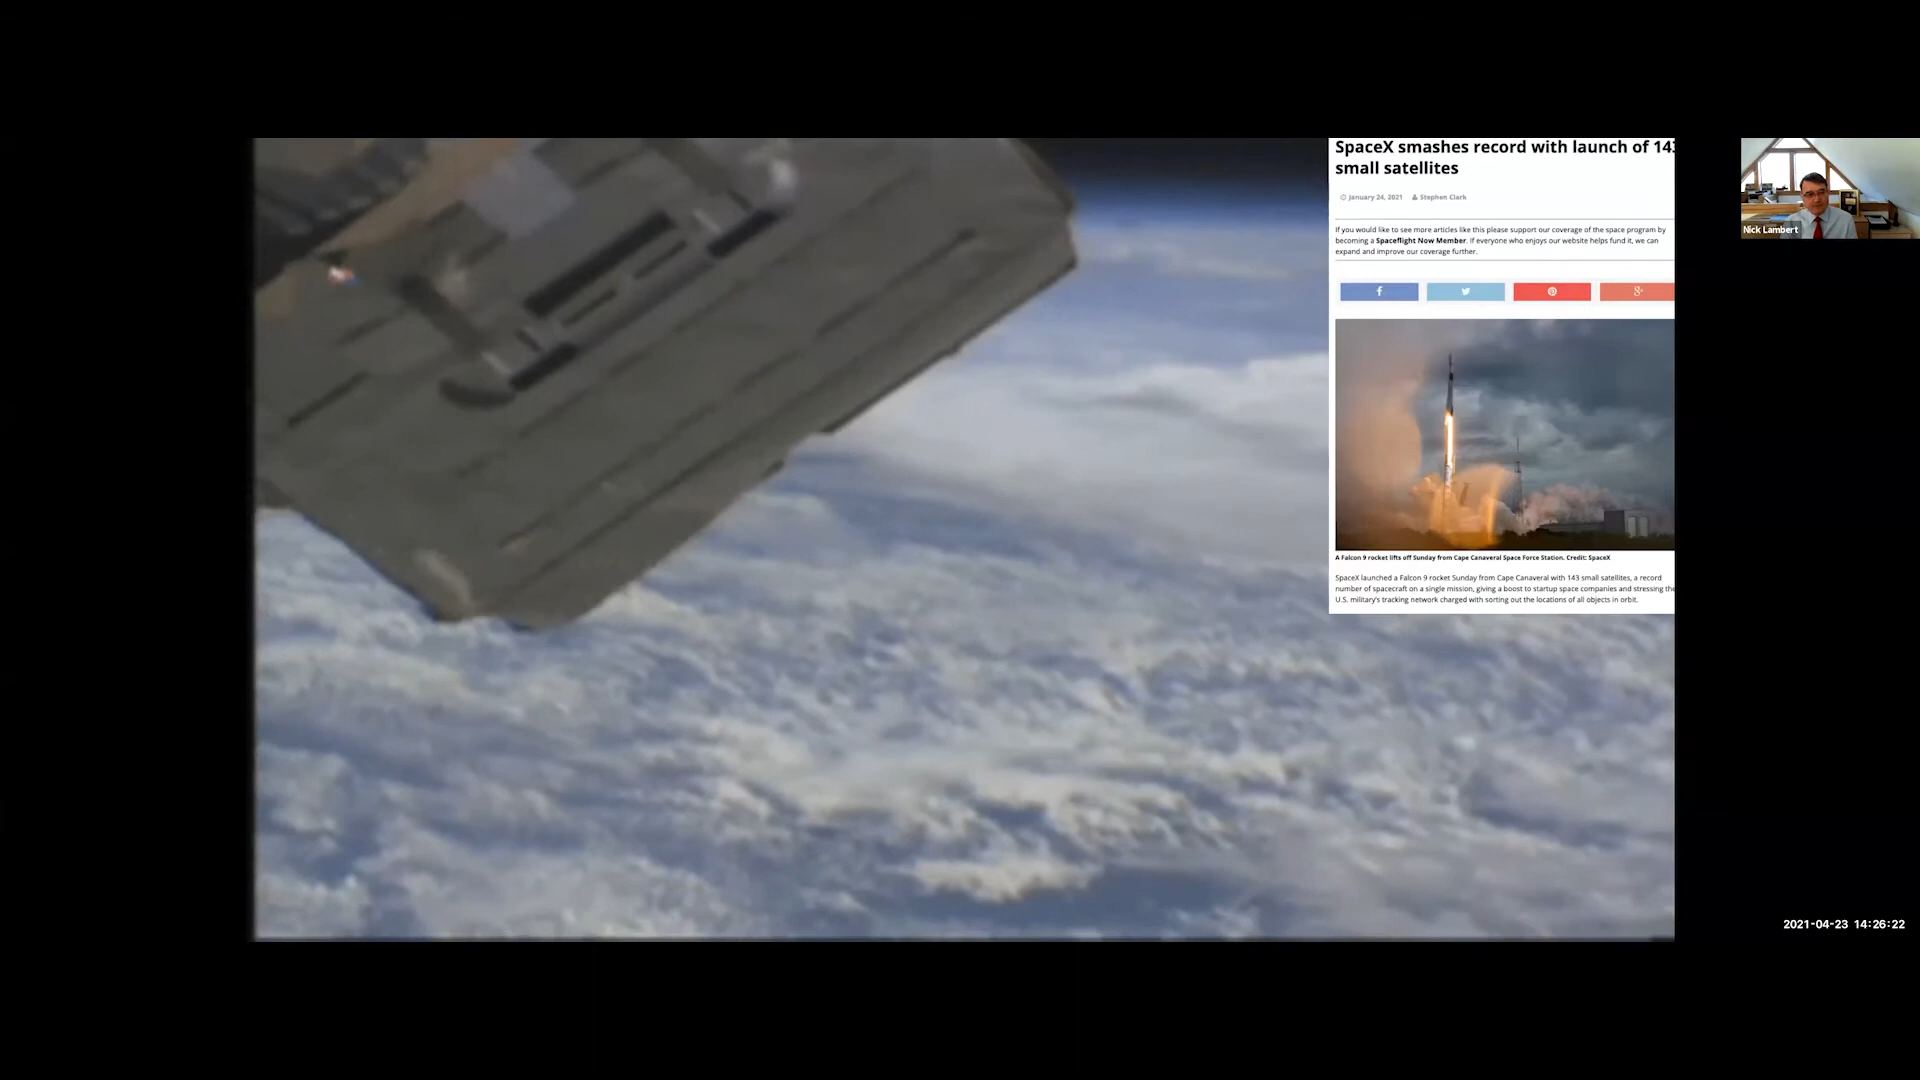 SpaceX smashes record with launch of 143
small satellites
January 24, 2021 Stephen Clark
If you would like to see more articles like this please support our coverage of the space program by
becoming a Spaceflight Now Member. If everyone who enjoys our website helps fund it, we can
expand and improve our coverage further.
A Falcon 9 rocket lifts off Sunday from Cape Canaveral Space Force Station. Credit: SpaceX
SpaceX launched a Falcon 9 rocket Sunday from Cape Canaveral with 143 small satellites, a record
number of spacecraft on a single mission, giving a boost to startup space companies and stressing the
U.S. military's tracking network charged with sorting out the locations of all objects in orbit.
Nick Lambert
2021-04-23 14:26:22